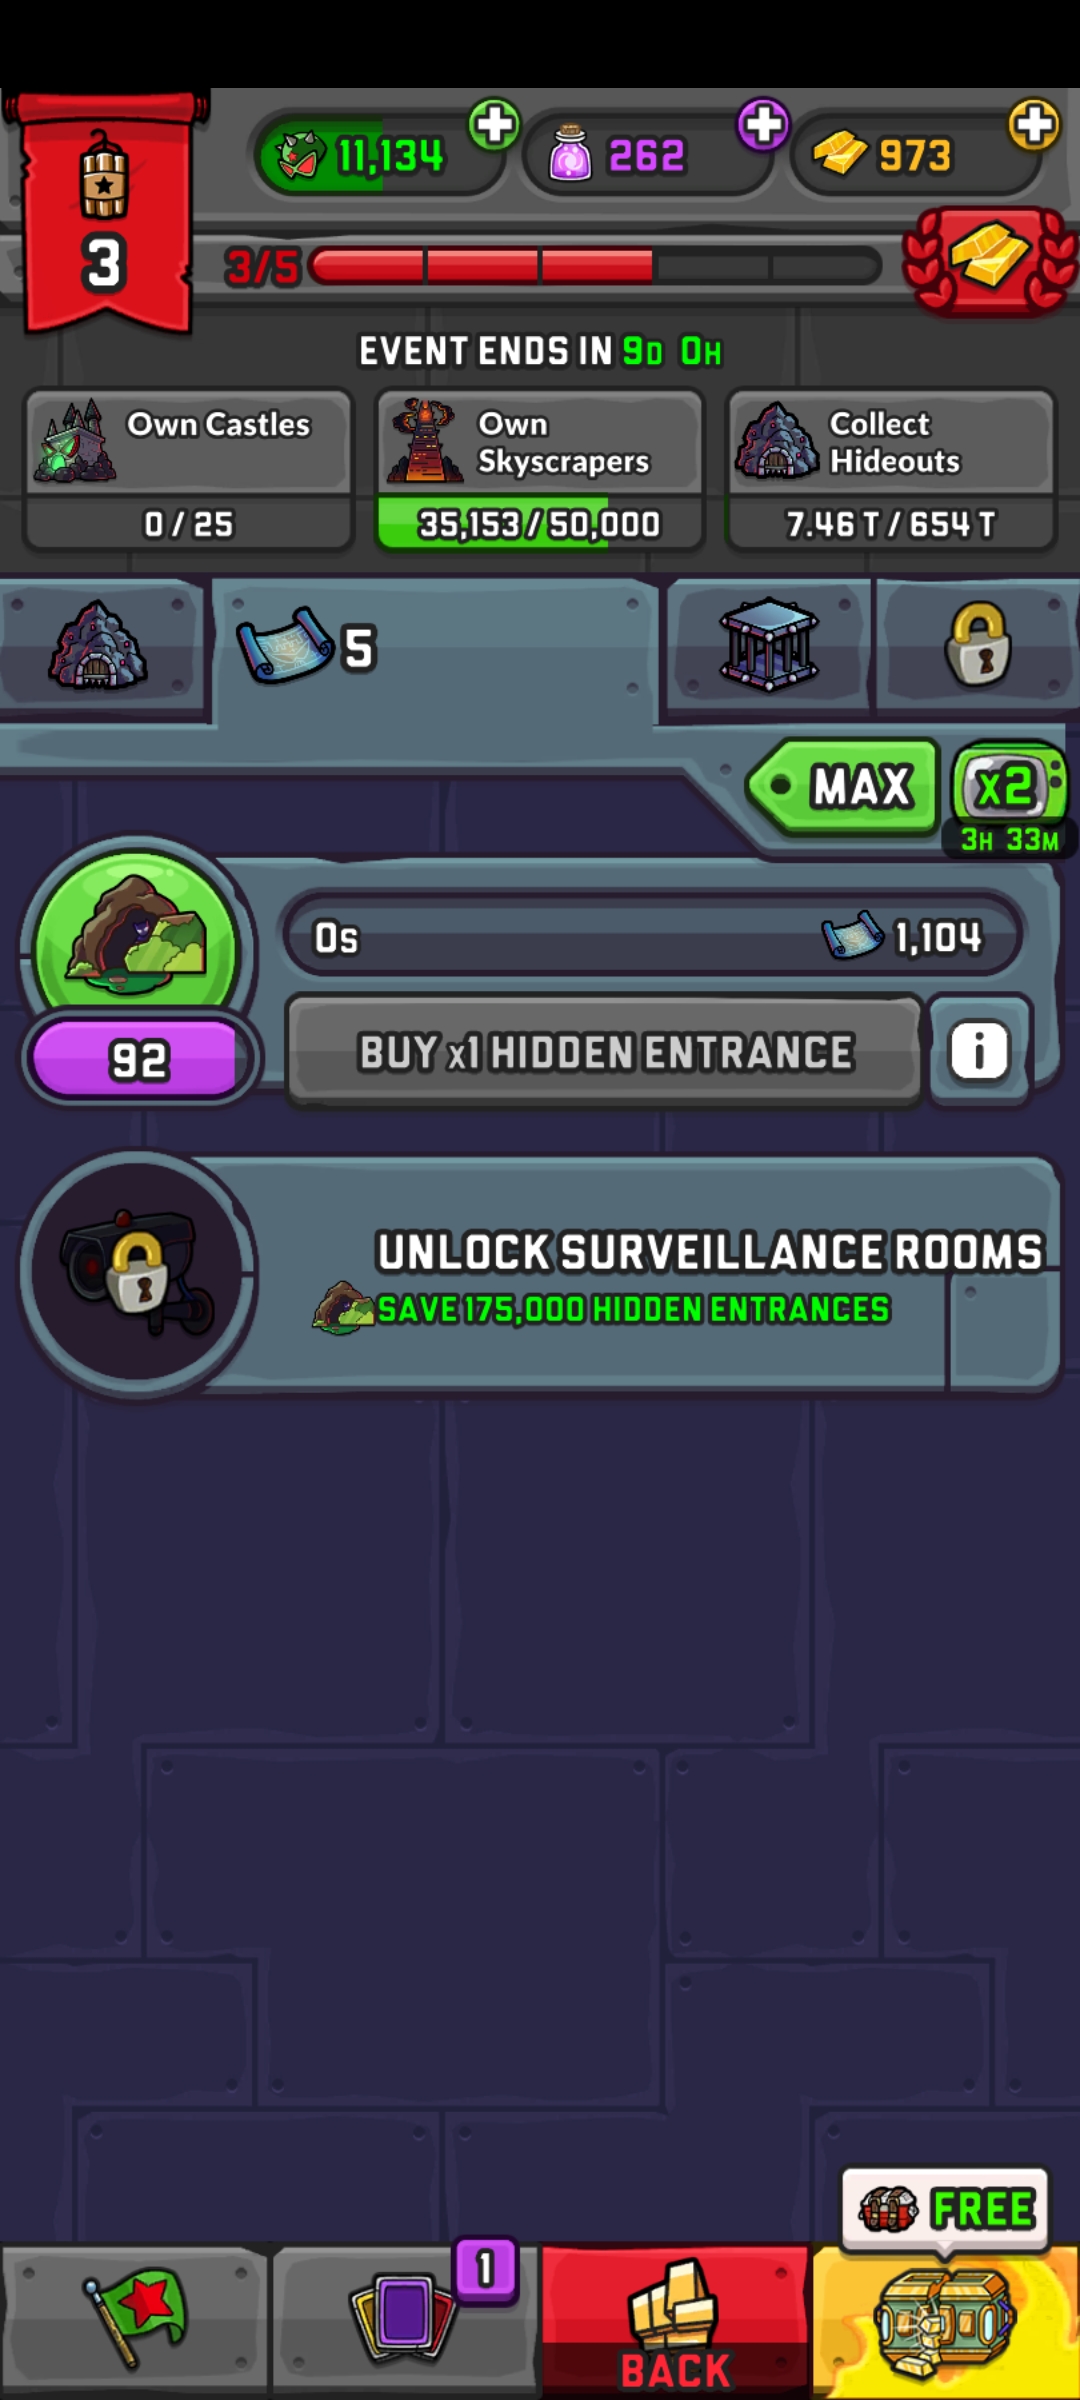 11,134
262
973
3
3/5
EVENT ENDS IN 9D 0H
Own Castles
0 / 25
Own
Skyscrapers
35,153 / 50,000
Collect
Hideouts
7.46 T / 654 T
5
MAX
x2
3H 33M
0s
1,104
92
BUY x1 HIDDEN ENTRANCE
i
UNLOCK SURVEILLANCE ROOMS
SAVE 175,000 HIDDEN ENTRANCES
FREE
1
BACK